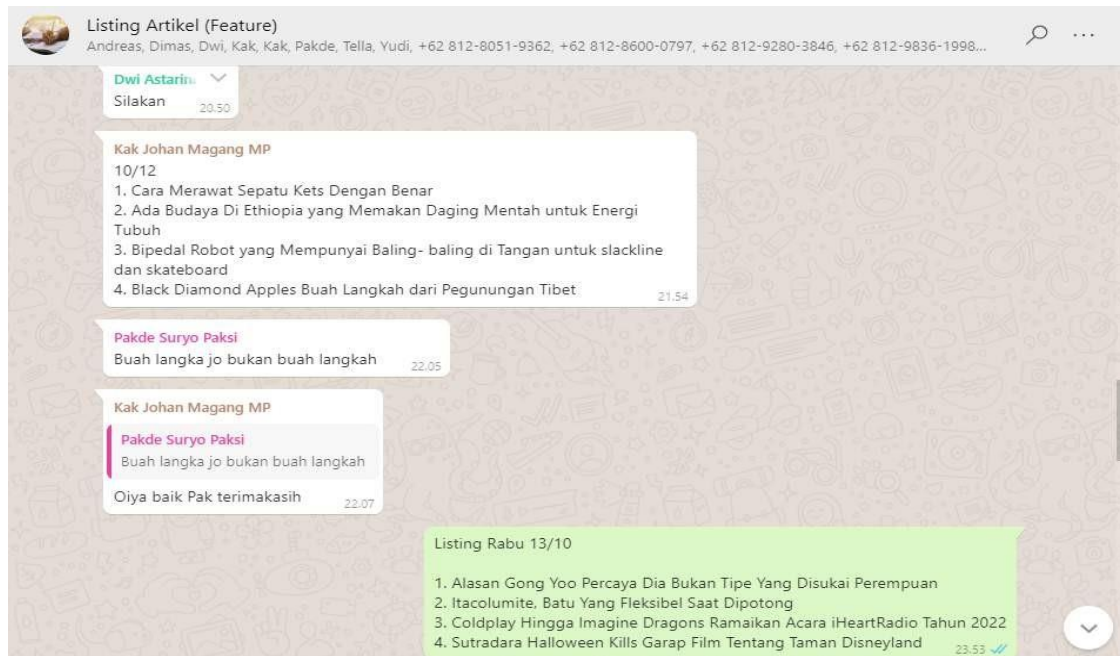 Listing Artikel (Feature)
Andreas, Dimas, Dwi, Kak, Kak, Pakde, Tella, Yudi, +62 812-8051-9362, +62 812-8600-0797, +62 812-9280-3846, +62 812-9836-1998...
Dwi Astarina
Silakan 20.50
Kak Johan Magang MP
10/12
1. Cara Merawat Sepatu Kets Dengan Benar
2. Ada Budaya Di Ethiopia yang Memakan Daging Mentah untuk Energi
Tubuh
3. Bipedal Robot yang Mempunyai Baling- baling di Tangan untuk slackline
dan skateboard
4. Black Diamond Apples Buah Langkah dari Pegunungan Tibet 21.54
Pakde Suryo Paksi
Buah langka jo bukan buah langkah 22.05
Kak Johan Magang MP
Pakde Suryo Paksi
Buah langka jo bukan buah langkah
Oiya baik Pak terimakasih 22.07
Listing Rabu 13/10
1. Alasan Gong Yoo Percaya Dia Bukan Tipe Yang Disukai Perempuan
2. Itacolumite, Batu Yang Fleksibel Saat Dipotong
3. Coldplay Hingga Imagine Dragons Ramaikan Acara iHeartRadio Tahun 2022
4. Sutradara Halloween Kills Garap Film Tentang Taman Disneyland 23.53